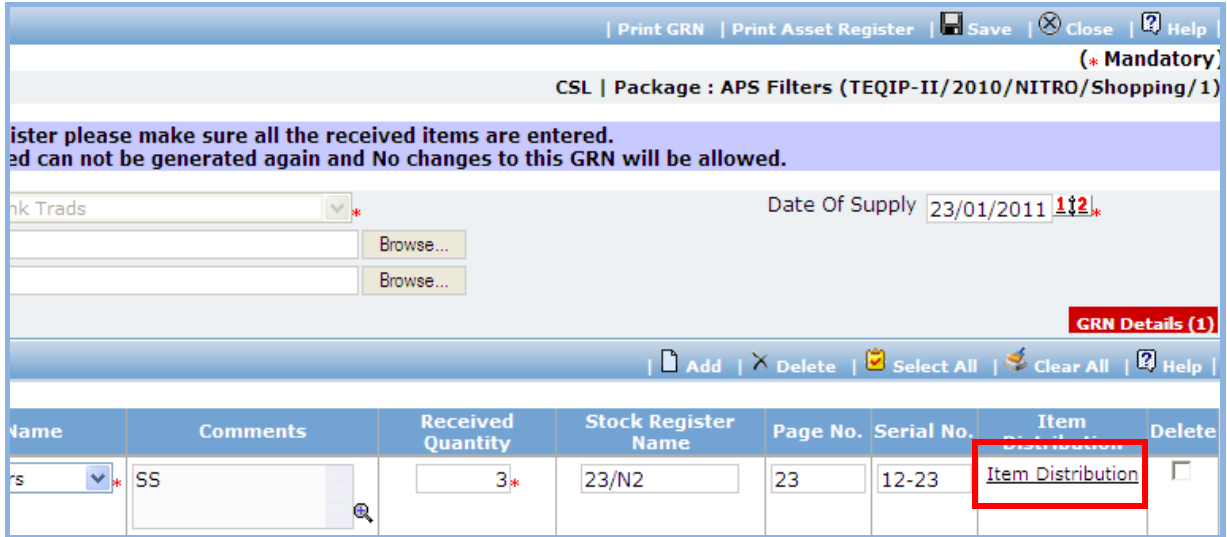 | Print GRN | Print Asset Register | Save | Close | Help |
(* Mandatory)
CSL | Package : APS Filters (TEQIP-II/2010/NITRO/Shopping/1)
ister please make sure all the received items are entered.
ed can not be generated again and No changes to this GRN will be allowed.
nk Trads * Date Of Supply 23/01/2011 *
Browse...
Browse...
GRN Details (1)
| Add | Delete | Select All | Clear All | Help |
Name Comments Received Quantity Stock Register Name Page No. Serial No. Item Distribution Delete
rs * SS 3* 23/N2 23 12-23 Item Distribution